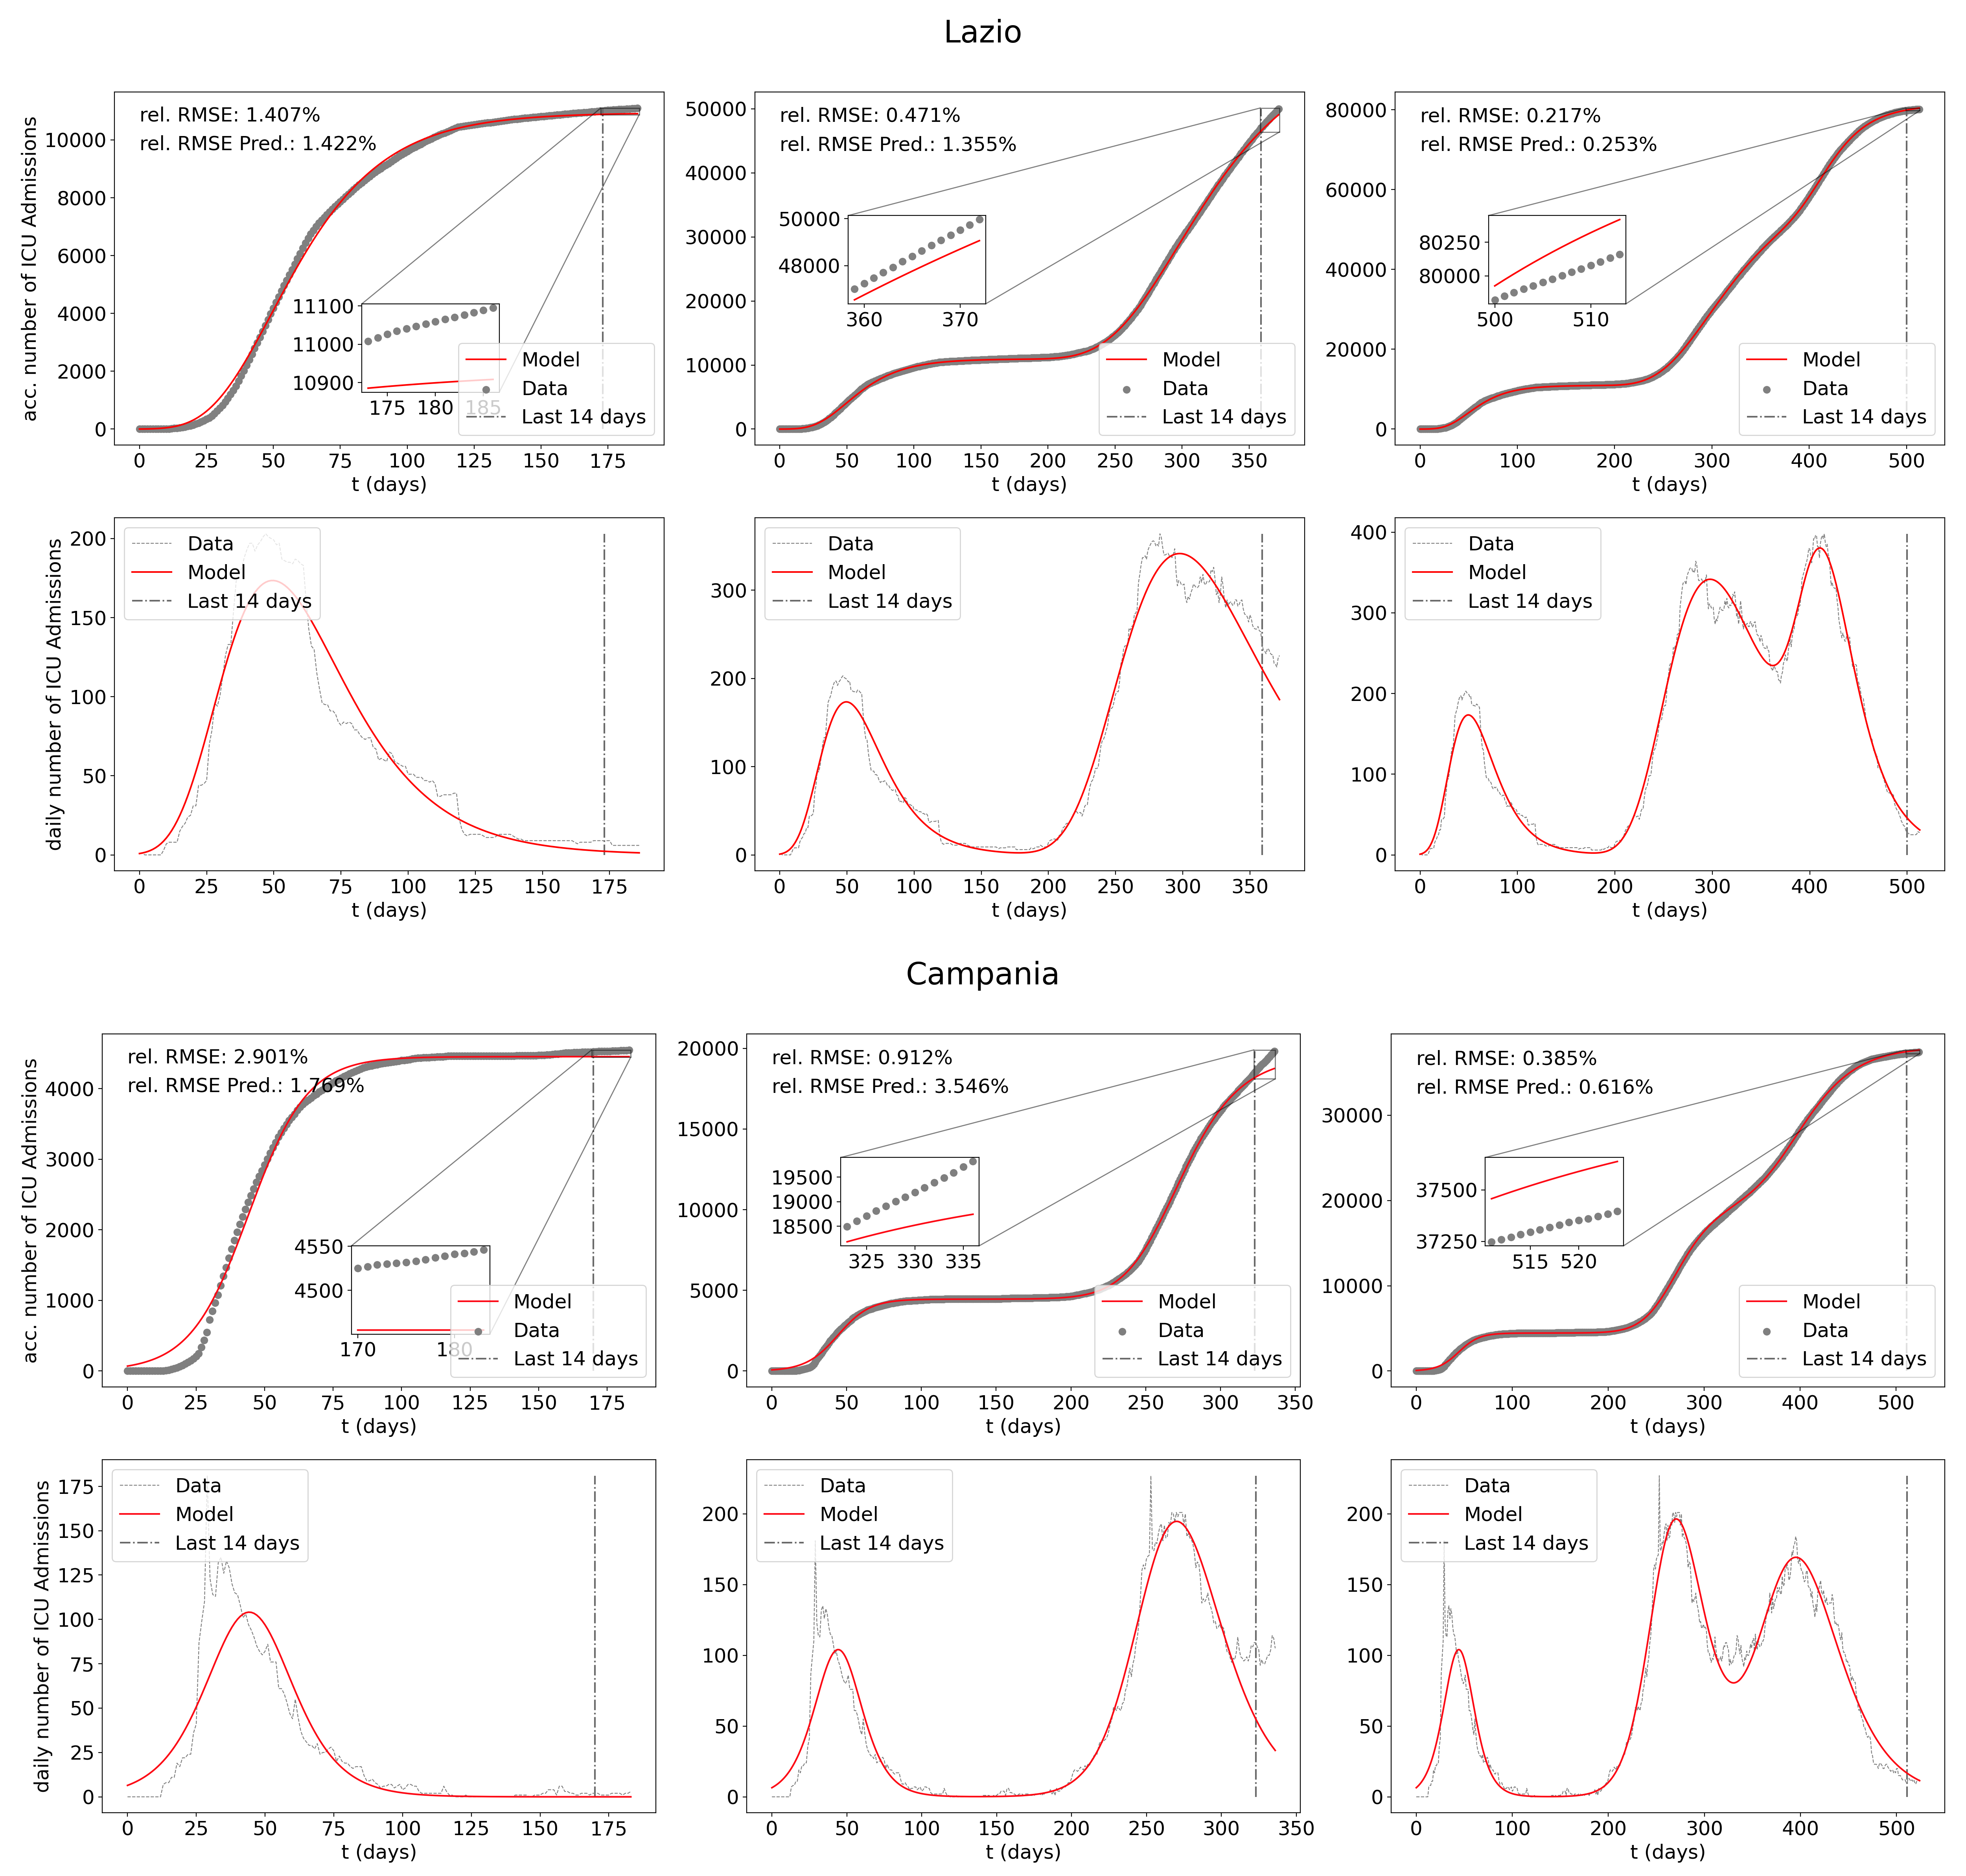 Lazio
acc. number of ICU Admissions
rel. RMSE: 1.407%
rel. RMSE Pred.: 1.422%
10000
8000
6000
4000
2000
0
11100
11000
10900
175 180 185
Model
Data
Last 14 days
0 25 50 75 100 125 150 175
t (days)
rel. RMSE: 0.471%
rel. RMSE Pred.: 1.355%
50000
40000
30000
20000
10000
0
50000
48000
360 370
Model
Data
Last 14 days
0 50 100 150 200 250 300 350
t (days)
rel. RMSE: 0.217%
rel. RMSE Pred.: 0.253%
80000
60000
40000
20000
0
80250
80000
500 510
Model
Data
Last 14 days
0 100 200 300 400 500
t (days)
daily number of ICU Admissions
200
150
100
50
0
Data
Model
Last 14 days
0 25 50 75 100 125 150 175
t (days)
300
200
100
0
Data
Model
Last 14 days
0 50 100 150 200 250 300 350
t (days)
400
300
200
100
0
Data
Model
Last 14 days
0 100 200 300 400 500
t (days)
Campania
acc. number of ICU Admissions
rel. RMSE: 2.901%
rel. RMSE Pred.: 1.769%
4000
3000
2000
1000
0
4550
4500
170 180
Model
Data
Last 14 days
0 25 50 75 100 125 150 175
t (days)
rel. RMSE: 0.912%
rel. RMSE Pred.: 3.546%
20000
15000
10000
5000
0
19500
19000
18500
325 330 335
Model
Data
Last 14 days
0 50 100 150 200 250 300 350
t (days)
rel. RMSE: 0.385%
rel. RMSE Pred.: 0.616%
30000
20000
10000
0
37500
37250
515 520
Model
Data
Last 14 days
0 100 200 300 400 500
t (days)
daily number of ICU Admissions
175
150
125
100
75
50
25
0
Data
Model
Last 14 days
0 25 50 75 100 125 150 175
t (days)
200
150
100
50
0
Data
Model
Last 14 days
0 50 100 150 200 250 300 350
t (days)
200
150
100
50
0
Data
Model
Last 14 days
0 100 200 300 400 500
t (days)